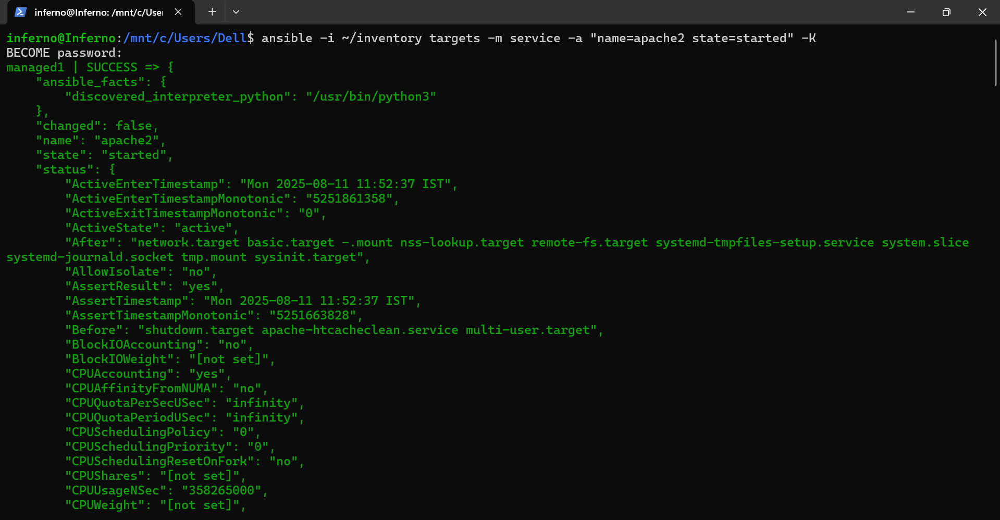 inferno@Inferno: /mnt/c/Use
inferno@Inferno:/mnt/c/Users/Dell$ ansible -i ~/inventory targets -m service -a "name=apache2 state=started" -K
BECOME password:
managed1 | SUCCESS => {
    "ansible_facts": {
        "discovered_interpreter_python": "/usr/bin/python3"
    },
    "changed": false,
    "name": "apache2",
    "state": "started",
    "status": {
        "ActiveEnterTimestamp": "Mon 2025-08-11 11:52:37 IST",
        "ActiveEnterTimestampMonotonic": "5251861358",
        "ActiveExitTimestampMonotonic": "0",
        "ActiveState": "active",
        "After": "network.target basic.target -.mount nss-lookup.target remote-fs.target systemd-tmpfiles-setup.service system.slice
systemd-journald.socket tmp.mount sysinit.target",
        "AllowIsolate": "no",
        "AssertResult": "yes",
        "AssertTimestamp": "Mon 2025-08-11 11:52:37 IST",
        "AssertTimestampMonotonic": "5251663828",
        "Before": "shutdown.target apache-htcacheclean.service multi-user.target",
        "BlockIOAccounting": "no",
        "BlockIOWeight": "[not set]",
        "CPUAccounting": "yes",
        "CPUAffinityFromNUMA": "no",
        "CPUQuotaPerSecUSec": "infinity",
        "CPUQuotaPeriodUSec": "infinity",
        "CPUSchedulingPolicy": "0",
        "CPUSchedulingPriority": "0",
        "CPUSchedulingResetOnFork": "no",
        "CPUShares": "[not set]",
        "CPUUsageNSec": "358265000",
        "CPUWeight": "[not set]",